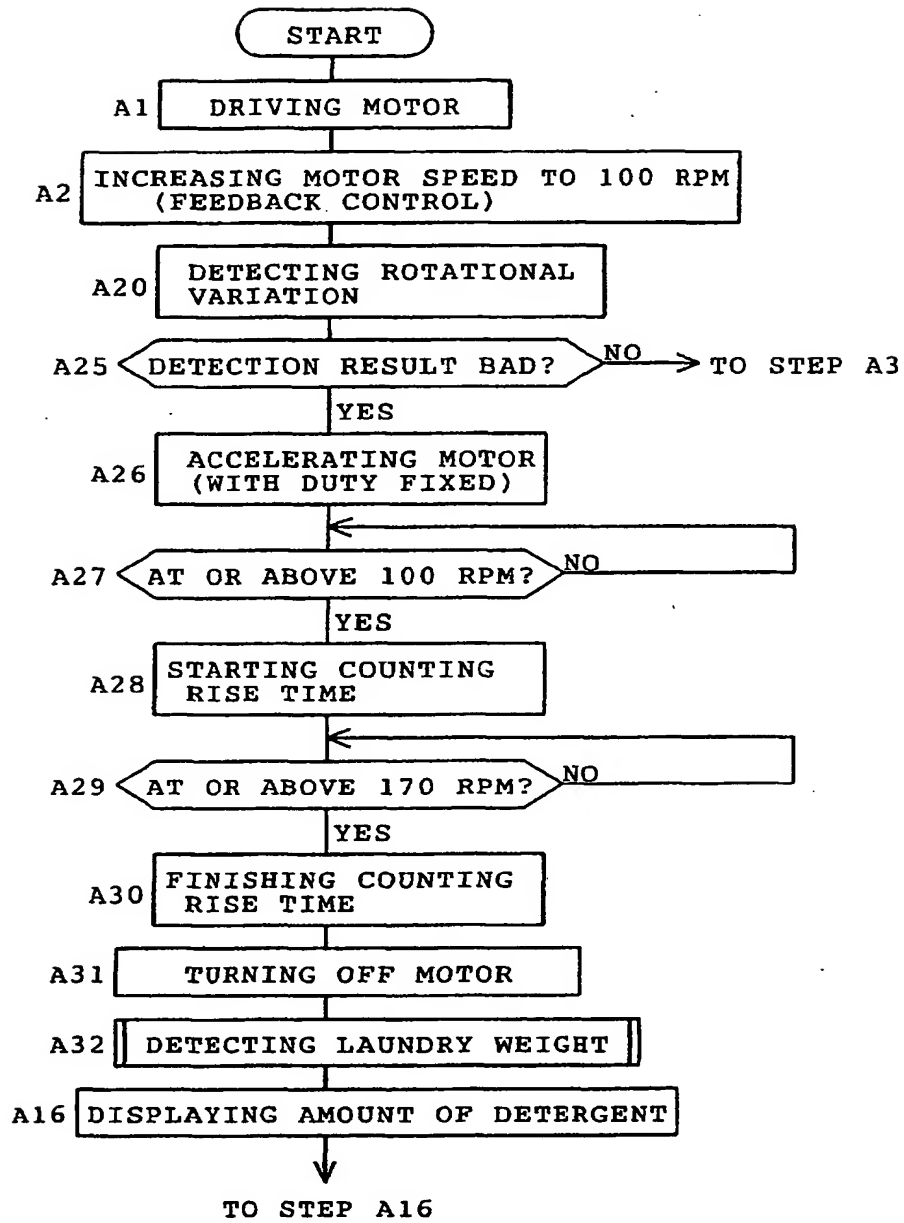 START
A1 DRIVING MOTOR
A2 INCREASING MOTOR SPEED TO 100 RPM
(FEEDBACK CONTROL)
A20 DETECTING ROTATIONAL
VARIATION
A25 DETECTION RESULT BAD? NO TO STEP A3
YES
A26 ACCELERATING MOTOR
(WITH DUTY FIXED)
A27 AT OR ABOVE 100 RPM? NO
YES
A28 STARTING COUNTING
RISE TIME
A29 AT OR ABOVE 170 RPM? NO
YES
A30 FINISHING COUNTING
RISE TIME
A31 TURNING OFF MOTOR
A32 DETECTING LAUNDRY WEIGHT
A16 DISPLAYING AMOUNT OF DETERGENT
TO STEP A16